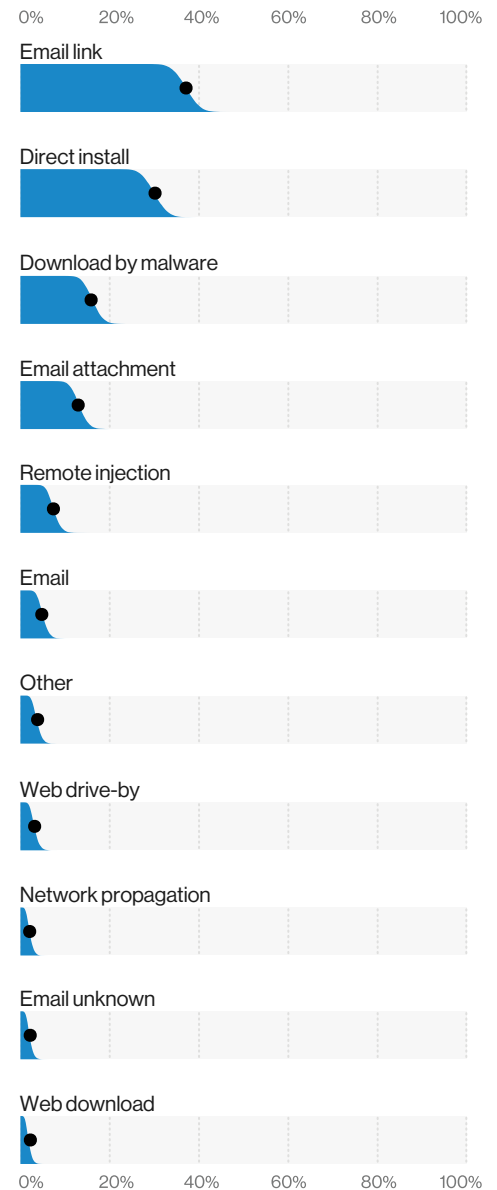 0% 20% 40% 60% 80% 100%
Email link
Direct install
Download by malware
Email attachment
Remote injection
Email
Other
Web drive-by
Network propagation
Email unknown
Web download
0% 20% 40% 60% 80% 100%